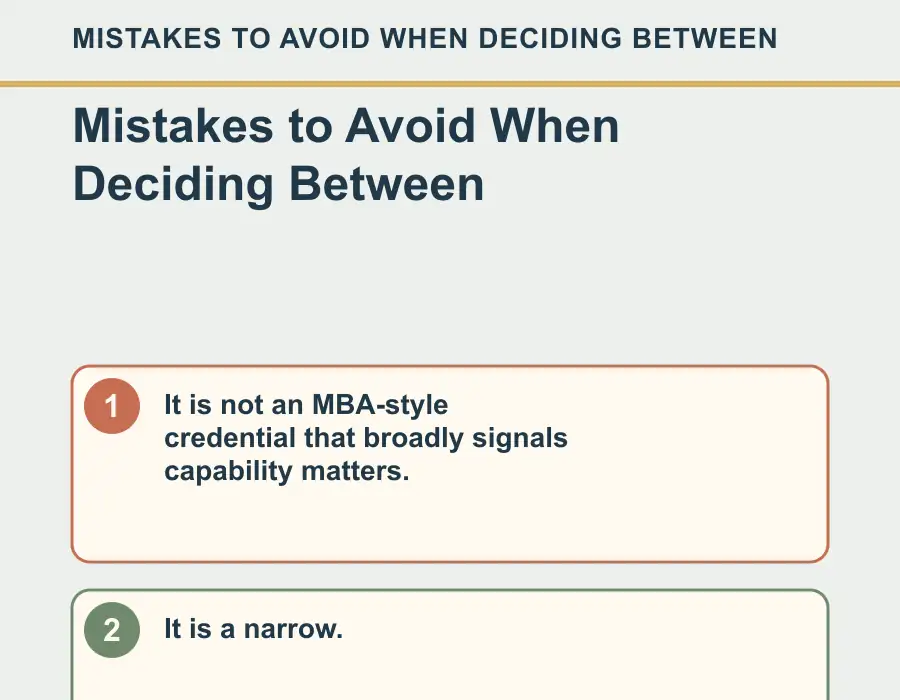 MISTAKES TO AVOID WHEN DECIDING BETWEEN
Mistakes to Avoid When
Deciding Between
1
It is not an MBA-style
credential that broadly signals
capability matters.
2
It is a narrow.